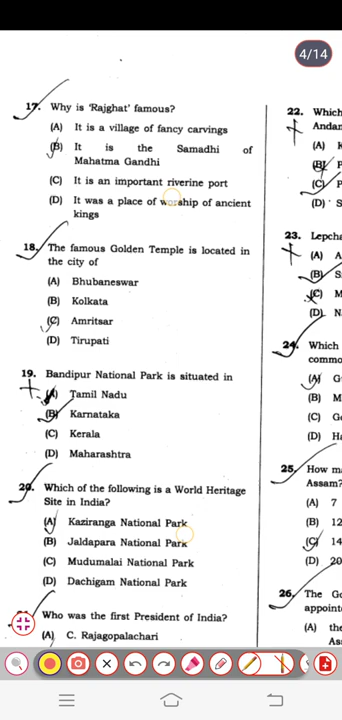 4/14
17. Why is 'Rajghat' famous?
(A) It is a village of fancy carvings
(B) It is the Samadhi of
Mahatma Gandhi
(C) It is an important riverine port
(D) It was a place of worship of ancient
kings
18. The famous Golden Temple is located in
the city of
(A) Bhubaneswar
(B) Kolkata
(C) Amritsar
(D) Tirupati
19. Bandipur National Park is situated in
(A) Tamil Nadu
(B) Karnataka
(C) Kerala
(D) Maharashtra
20. Which of the following is a World Heritage
Site in India?
(A) Kaziranga National Park
(B) Jaldapara National Park
(C) Mudumalai National Park
(D) Dachigam National Park
Who was the first President of India?
(A) C. Rajagopalachari
22. Which
Andar
(A) K
(B) P
(C) P
(D) S
23. Lepcha
(A) A
(B) S
(C) M
(D) N
24. Which
commo
(A) G
(B) M
(C) G
(D) Ha
25. How m
Assam?
(A) 7
(B) 12
(C) 14
(D) 20
26. The Go
appoint
(A) the
As